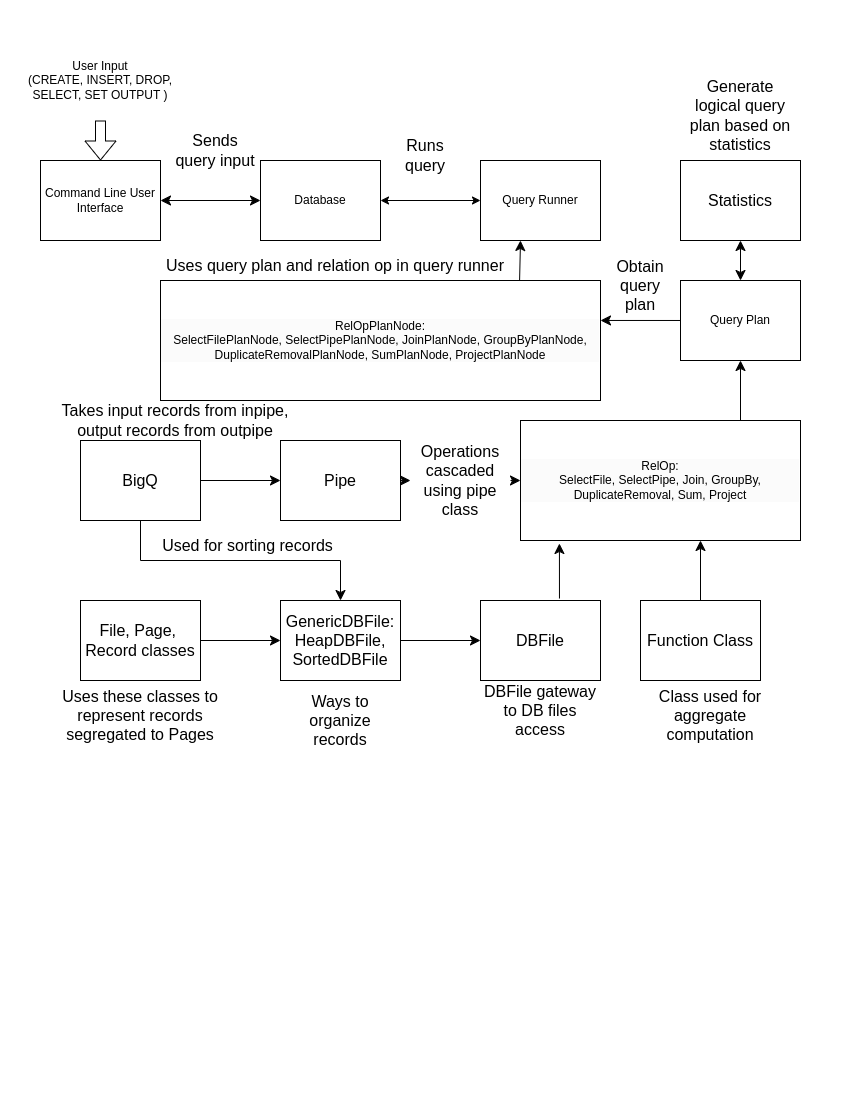 User Input
(CREATE, INSERT, DROP,
SELECT, SET OUTPUT )
Generate
logical query
plan based on
statistics
Sends
query input
Runs
query
Command Line User
Interface
Database
Query Runner
Statistics
Uses query plan and relation op in query runner
Obtain
query
plan
RelOpPlanNode:
SelectFilePlanNode, SelectPipePlanNode, JoinPlanNode, GroupByPlanNode,
DuplicateRemovalPlanNode, SumPlanNode, ProjectPlanNode
Query Plan
Takes input records from inpipe,
output records from outpipe
BigQ
Pipe
Operations
cascaded
using pipe
class
RelOp:
SelectFile, SelectPipe, Join, GroupBy,
DuplicateRemoval, Sum, Project
Used for sorting records
File, Page,
Record classes
GenericDBFile:
HeapDBFile,
SortedDBFile
DBFile
Function Class
Uses these classes to
represent records
segregated to Pages
Ways to
organize
records
DBFile gateway
to DB files
access
Class used for
aggregate
computation